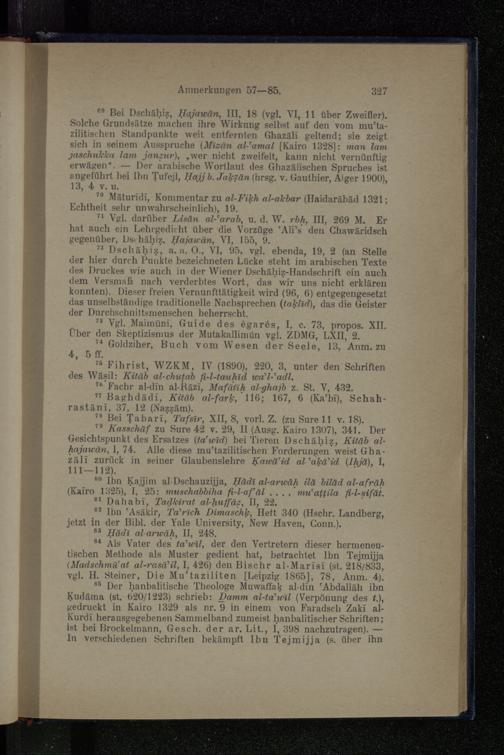 Anmerkungen 57—85. 327
⁶⁹ Bei Dschâḥiẓ, Ḥajawân, III, 18 (vgl. VI, 11 über Zweifler).
Solche Grundsätze machen ihre Wirkung selbst auf den vom mu'ta-
zilitischen Standpunkte weit entfernten Ghazâlî geltend; sie zeigt
sich in seinem Ausspruche (Mîzân al-'amal [Kairo 1328]: man lam
jaschukka lam janẓur), „wer nicht zweifelt, kann nicht vernünftig
erwägen“. — Der arabische Wortlaut des Ghazâlîschen Spruches ist
angeführt bei Ibn Ṭufejl, Ḥajj b. Jaḳẓân (hrsg. v. Gauthier, Alger 1900),
13, 4 v. u.
⁷⁰ Mâturîdî, Kommentar zu al-Fiḳh al-akbar (Haidarâbâd 1321;
Echtheit sehr unwahrscheinlich), 19.
⁷¹ Vgl. darüber Lisân al-'arab, u. d. W. rbḥ, III, 269 M. Er
hat auch ein Lehrgedicht über die Vorzüge 'Alî's den Chawâridsch
gegenüber, Dschâḥiẓ, Ḥajawân, VI, 155, 9.
⁷² Dschâḥiẓ, a. a. O., VI, 95, vgl. ebenda, 19, 2 (an Stelle
der hier durch Punkte bezeichneten Lücke steht im arabischen Texte
des Druckes wie auch in der Wiener Dschâḥiẓ-Handschrift ein auch
dem Versmaß nach verderbtes Wort, das wir uns nicht erklären
konnten). Dieser freien Vernunfttätigkeit wird (96, 6) entgegengesetzt
das unselbständige traditionelle Nachsprechen (taḳlîd), das die Geister
der Durchschnittsmenschen beherrscht.
⁷³ Vgl. Maimûnî, Guide des égarés, I, c. 73, propos. XII.
Über den Skeptizismus der Mutakallimûn vgl. ZDMG, LXII, 2.
⁷⁴ Goldziher, Buch vom Wesen der Seele, 13, Anm. zu
4, 5 ff.
⁷⁵ Fihrist, WZKM, IV (1890), 220, 3, unter den Schriften
des Wâṣil: Kitâb al-chuṭab fi-l-tauḥîd wa'l-'adl.
⁷⁶ Fachr al-dîn al-Râzî, Mafâtîḥ al-ghajb z. St. V, 432.
⁷⁷ Baghdâdî, Kitâb al-farḳ, 116; 167, 6 (Ka'bî), Schah-
rastânî, 37, 12 (Naẓẓâm).
⁷⁸ Bei Ṭabarî, Tafsîr, XII, 8, vorl. Z. (zu Sure 11 v. 18).
⁷⁹ Kasschâf zu Sure 42 v. 29, II (Ausg. Kairo 1307), 341. Der
Gesichtspunkt des Ersatzes (ta'wîḍ) bei Tieren Dschâḥiẓ, Kitâb al-
ḥajawân, I, 74. Alle diese mu'tazilitischen Forderungen weist Gha-
zâlî zurück in seiner Glaubenslehre Ḳawâ'id al-'aḳâ'id (Iḥjâ), I,
111—112).
⁸⁰ Ibn Ḳajjim al-Dschauzijja, Ḥâdî al-arwâḥ ilâ bilâd al-afrâḥ
(Kairo 1325), I, 25: muschabbiha fi-l-af'âl . . . . mu'aṭṭila fi-l-ṣifât.
⁸¹ Dahabî, Taḏkirat al-ḥuffâẓ, II, 22.
⁸² Ibn 'Asâkir, Ta'rîch Dimaschḳ, Heft 340 (Hschr. Landberg,
jetzt in der Bibl. der Yale University, New Haven, Conn.).
⁸³ Ḥâdî al-arwâḥ, II, 248.
⁸⁴ Als Vater des ta'wîl, der den Vertretern dieser hermeneu-
tischen Methode als Muster gedient hat, betrachtet Ibn Tejmijja
(Madschmû'at al-rasâ'il, I, 426) den Bischr al-Marîsî (st. 218/833,
vgl. H. Steiner, Die Mu'taziliten [Leipzig 1865], 78, Anm. 4).
⁸⁵ Der ḥanbalitische Theologe Muwaffaḳ al-dîn 'Abdallâh ibn
Ḳudâma (st. 620/1223) schrieb: Ḏamm al-ta'wîl (Verpönung des t.),
gedruckt in Kairo 1329 als nr. 9 in einem von Faradsch Zakî al-
Kurdî herausgegebenen Sammelband zumeist ḥanbalitischer Schriften;
ist bei Brockelmann, Gesch. der ar. Lit., I, 398 nachzutragen). —
In verschiedenen Schriften bekämpft Ibn Tejmijja (s. über ihn